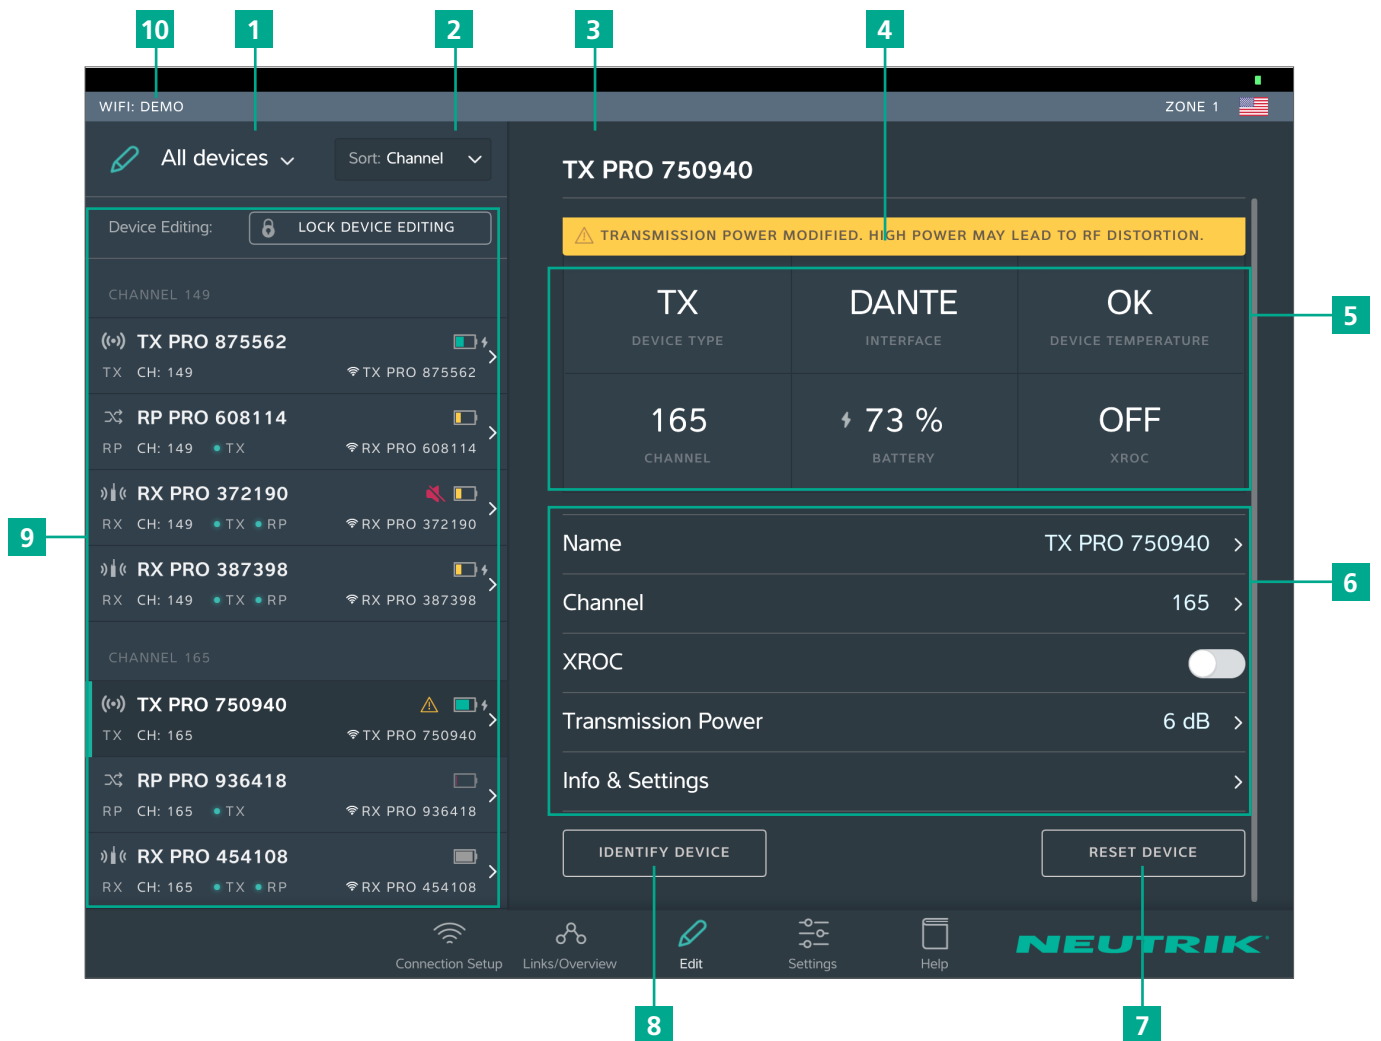 10 1 2 3 4
WIFI: DEMO ZONE 1
All devices Sort: Channel
TX PRO 750940
Device Editing: LOCK DEVICE EDITING
TRANSMISSION POWER MODIFIED. HIGH POWER MAY LEAD TO RF DISTORTION.
CHANNEL 149
TX PRO 875562
TX CH: 149 TX PRO 875562
RP PRO 608114
RP CH: 149 TX RX PRO 608114
RX PRO 372190
RX CH: 149 TX RP RX PRO 372190
RX PRO 387398
RX CH: 149 TX RP RX PRO 387398
CHANNEL 165
TX PRO 750940
TX CH: 165 TX PRO 750940
RP PRO 936418
RP CH: 165 TX RX PRO 936418
RX PRO 454108
RX CH: 165 TX RP RX PRO 454108
9
TX DANTE OK
DEVICE TYPE INTERFACE DEVICE TEMPERATURE
165 73 % OFF
CHANNEL BATTERY XROC
5
Name TX PRO 750940
Channel 165
XROC
Transmission Power 6 dB
Info & Settings
6
IDENTIFY DEVICE RESET DEVICE
Connection Setup Links/Overview Edit Settings Help NEUTRIK
8 7